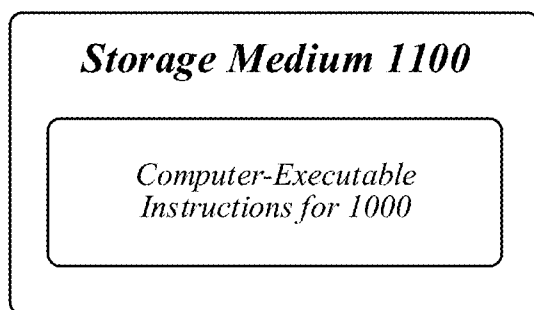 Storage Medium 1100
Computer-Executable
Instructions for 1000